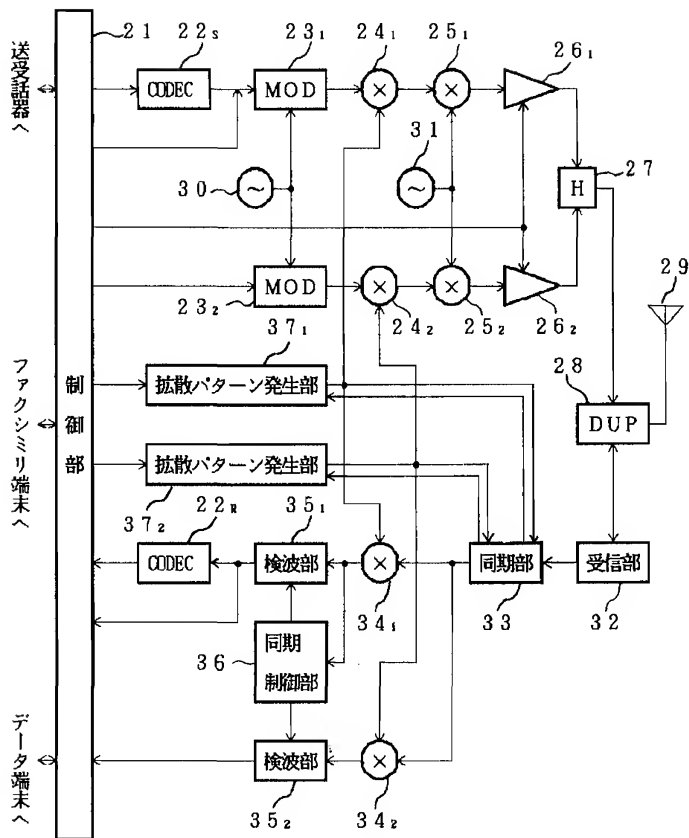 21
22S
23₁
24₁
25₁
26₁
送受話器へ
CODEC
MOD
×
×
30
~
31
~
27
H
MOD
23₂
×
24₂
×
25₂
26₂
29
37₁
拡散パターン発生部
28
DUP
ファクシミリ端末へ
制御部
拡散パターン発生部
37₂
22R
35₁
CODEC
検波部
×
34₁
同期部
33
受信部
32
36
同期
制御部
データ端末へ
検波部
35₂
×
34₂